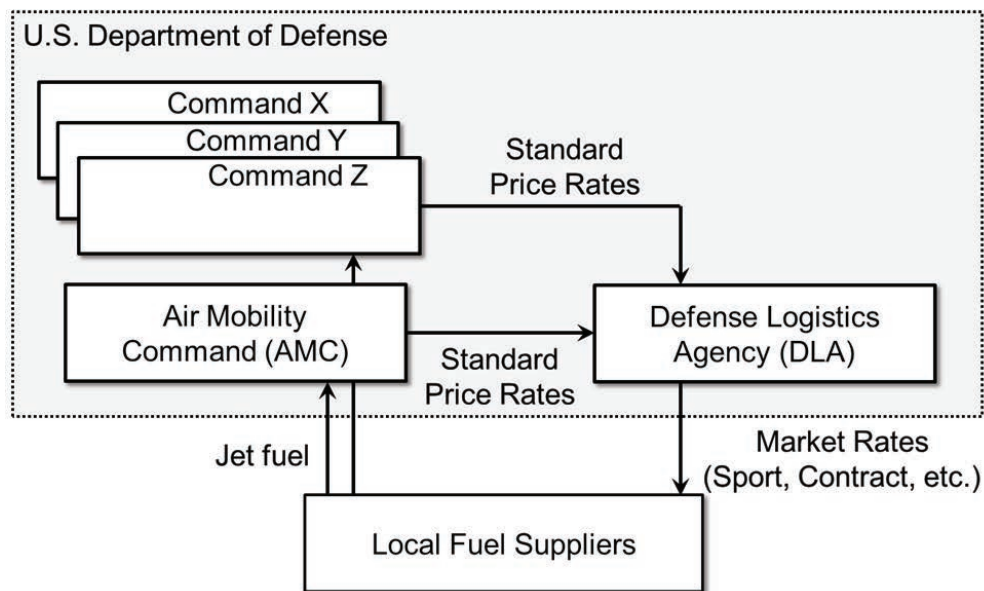 U.S. Department of Defense
Command X
Command Y
Command Z
Standard
Price Rates
Air Mobility
Command (AMC)
Standard
Price Rates
Defense Logistics
Agency (DLA)
Jet fuel
Market Rates
(Sport, Contract, etc.)
Local Fuel Suppliers